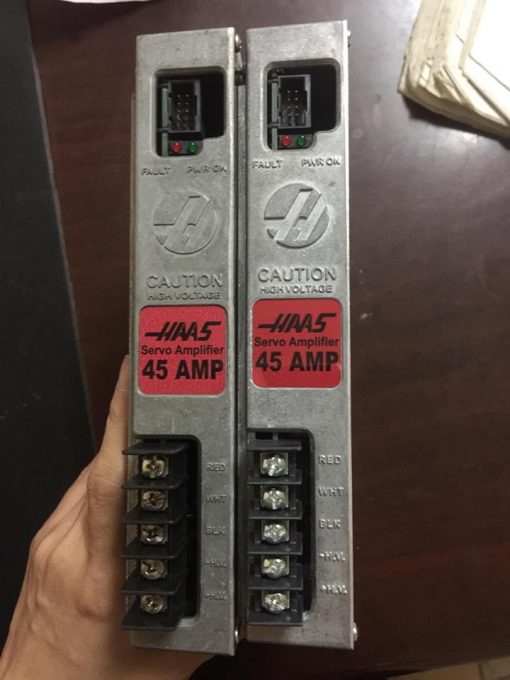 FAULT PWR ON
CAUTION
HIGH VOLTAGE
HAAS
Servo Amplifier
45 AMP
RED
WHT
BLK
-H.V.
+H.V.
FAULT PWR ON
CAUTION
HIGH VOLTAGE
HAAS
Servo Amplifier
45 AMP
RED
WHT
BLK
-H.V.
+H.V.